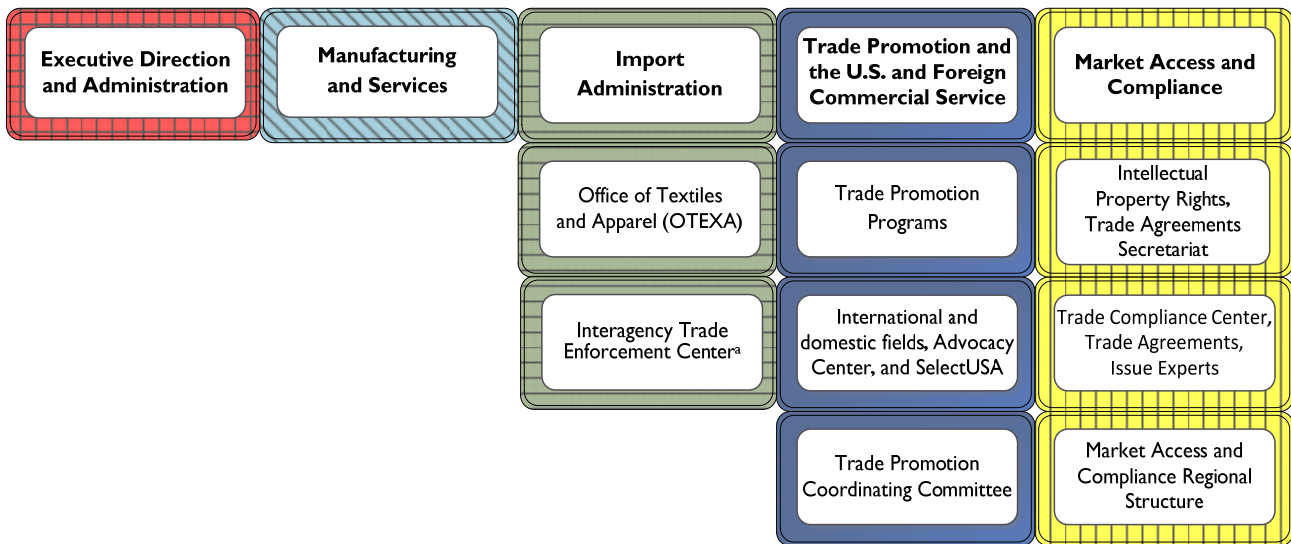 Executive Direction
and Administration
Manufacturing
and Services
Import
Administration
Trade Promotion and
the U.S. and Foreign
Commercial Service
Market Access and
Compliance
Office of Textiles
and Apparel (OTEXA)
Trade Promotion
Programs
Intellectual
Property Rights,
Trade Agreements
Secretariat
Interagency Trade
Enforcement Centerᵃ
International and
domestic fields, Advocacy
Center, and SelectUSA
Trade Compliance Center,
Trade Agreements,
Issue Experts
Trade Promotion
Coordinating Committee
Market Access and
Compliance Regional
Structure